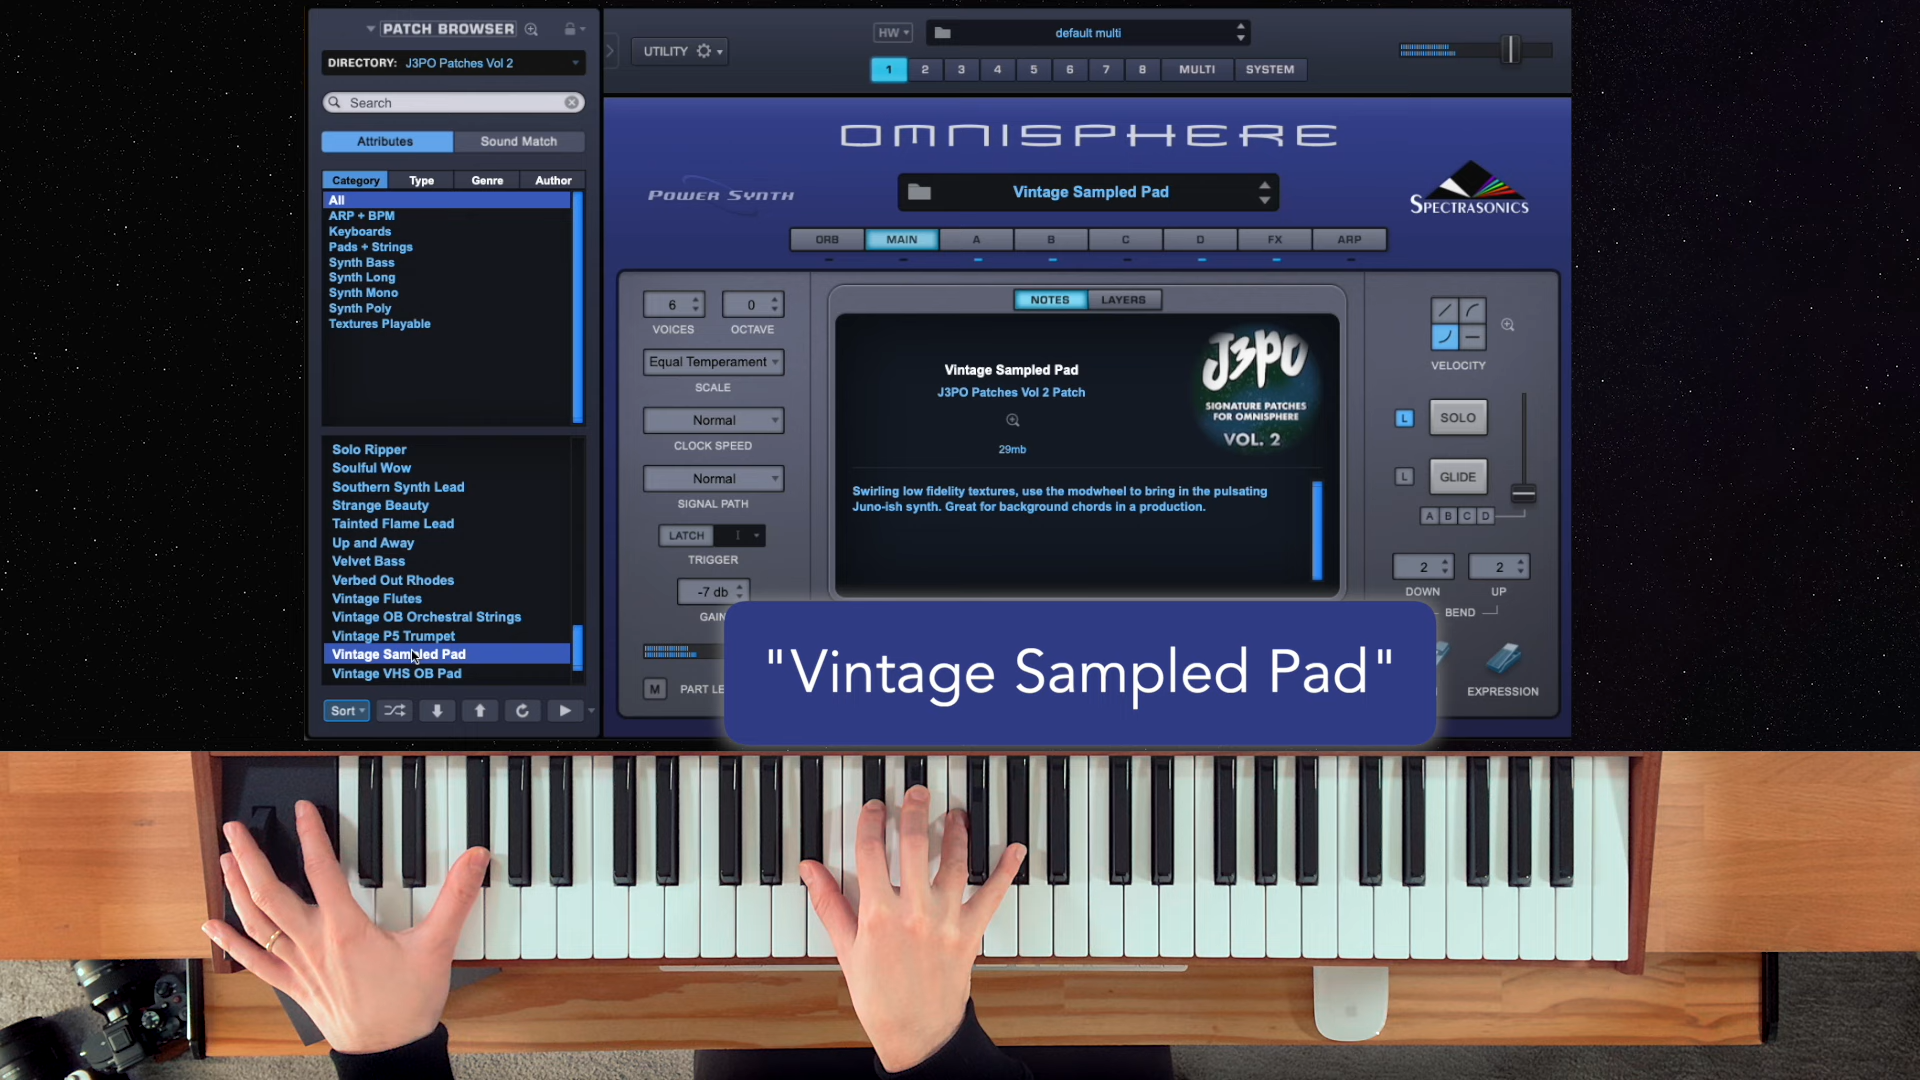 PATCH BROWSER
DIRECTORY: J3PO Patches Vol 2
Search
Attributes
Sound Match
Category
Type
Genre
Author
All
ARP + BPM
Keyboards
Pads + Strings
Synth Bass
Synth Long
Synth Mono
Synth Poly
Textures Playable
Solo Ripper
Soulful Wow
Southern Synth Lead
Strange Beauty
Tainted Flame Lead
Up and Away
Velvet Bass
Verbed Out Rhodes
Vintage Flutes
Vintage OB Orchestral Strings
Vintage P5 Trumpet
Vintage Sampled Pad
Vintage VHS OB Pad
Sort
UTILITY
HW
default multi
1 2 3 4 5 6 7 8 MULTI SYSTEM
OMNISPHERE
POWER SYNTH
Vintage Sampled Pad
SPECTRASONICS
ORB MAIN A B C D FX ARP
6
0
VOICES
OCTAVE
Equal Temperament
SCALE
Normal
CLOCK SPEED
Normal
SIGNAL PATH
LATCH
TRIGGER
-7 db
GAIN
M
PART LE
NOTES
LAYERS
Vintage Sampled Pad
J3PO Patches Vol 2 Patch
29mb
J3PO
SIGNATURE PATCHES
FOR OMNISPHERE
VOL. 2
Swirling low fidelity textures, use the modwheel to bring in the pulsating
Juno-ish synth. Great for background chords in a production.
VELOCITY
L
SOLO
L
GLIDE
A B C D
2
2
DOWN
UP
BEND
EXPRESSION
"Vintage Sampled Pad"